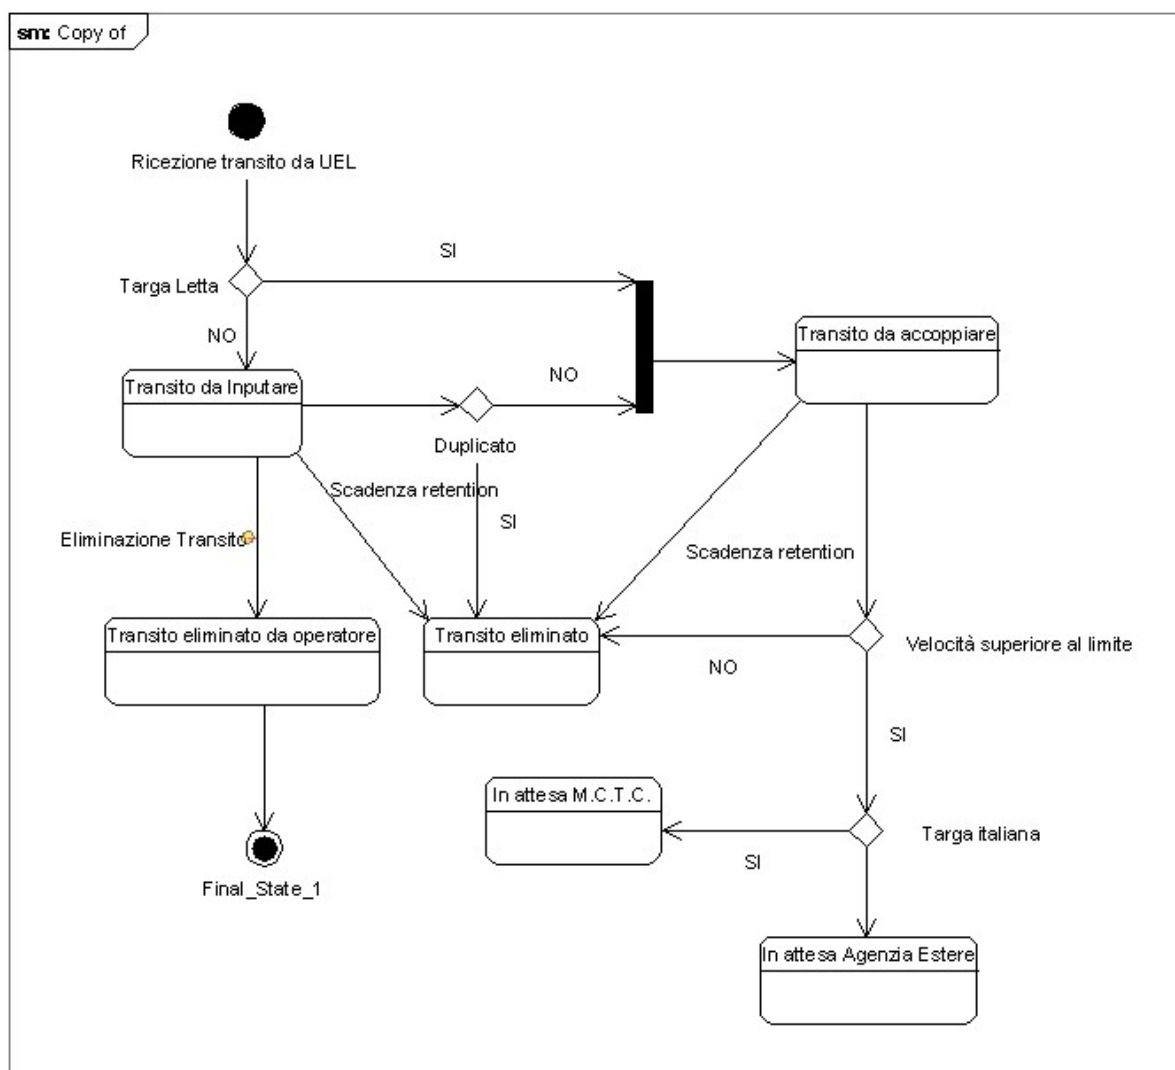 sm: Copy of
Ricezione transito da UEL
SI
Targa Letta
NO
Transito da accoppiare
Transito da Inputare
NO
Duplicato
Scadenza retention
SI
Eliminazione Transito
Scadenza retention
Transito eliminato da operatore
Transito eliminato
Velocità superiore al limite
NO
SI
In attesa M.C.T.C.
Targa italiana
SI
Final_State_1
In attesa Agenzia Estere